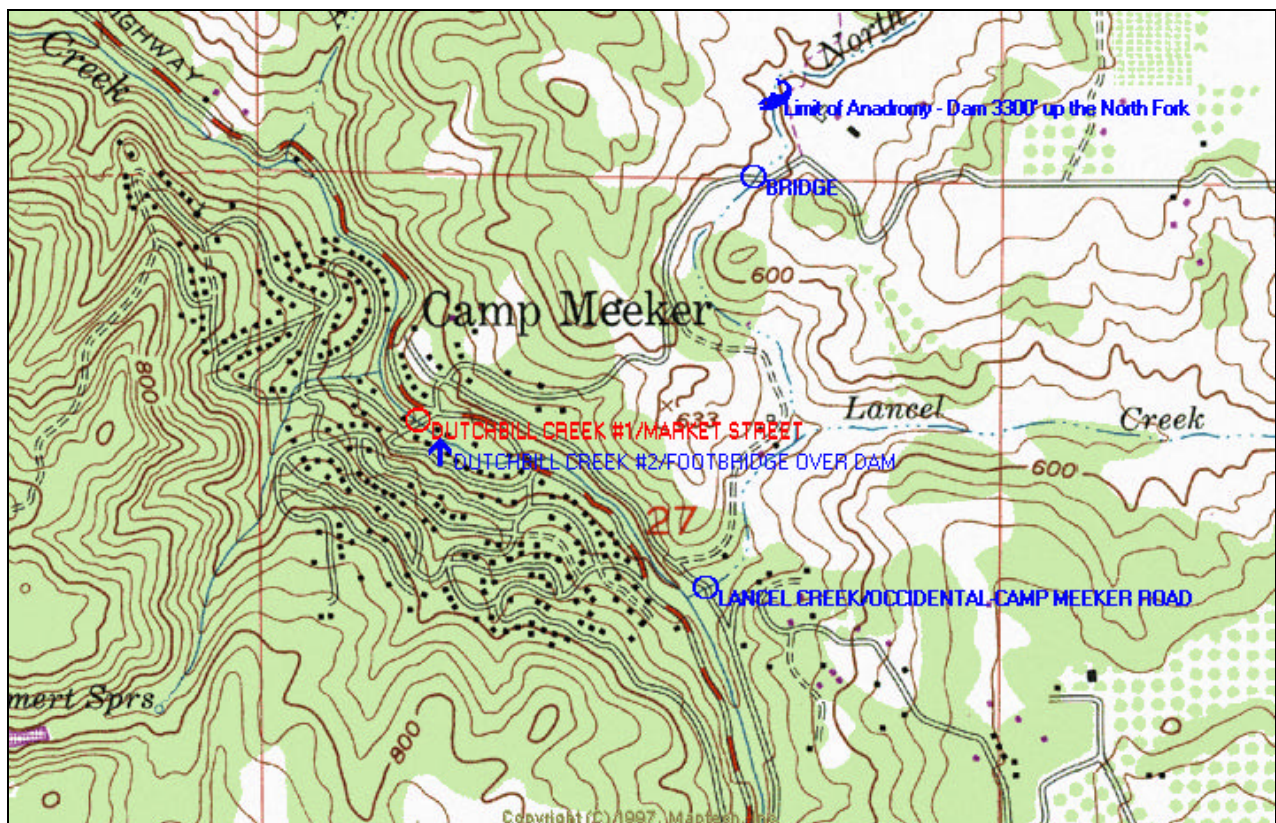 HIGHWAY
North
Creek
Limit of Anadromy - Dam 3300' up the North Fork
BRIDGE
600
Camp Meeker
800
633
Lancel Creek
DUTCHBILL CREEK #1/MARKET STREET
DUTCHBILL CREEK #2/FOOTBRIDGE OVER DAM
600
27
LANCEL CREEK/OCCIDENTAL-CAMP MEEKER ROAD
mert Sprs
800
Copyright (C) 1997, Maptech, Inc.